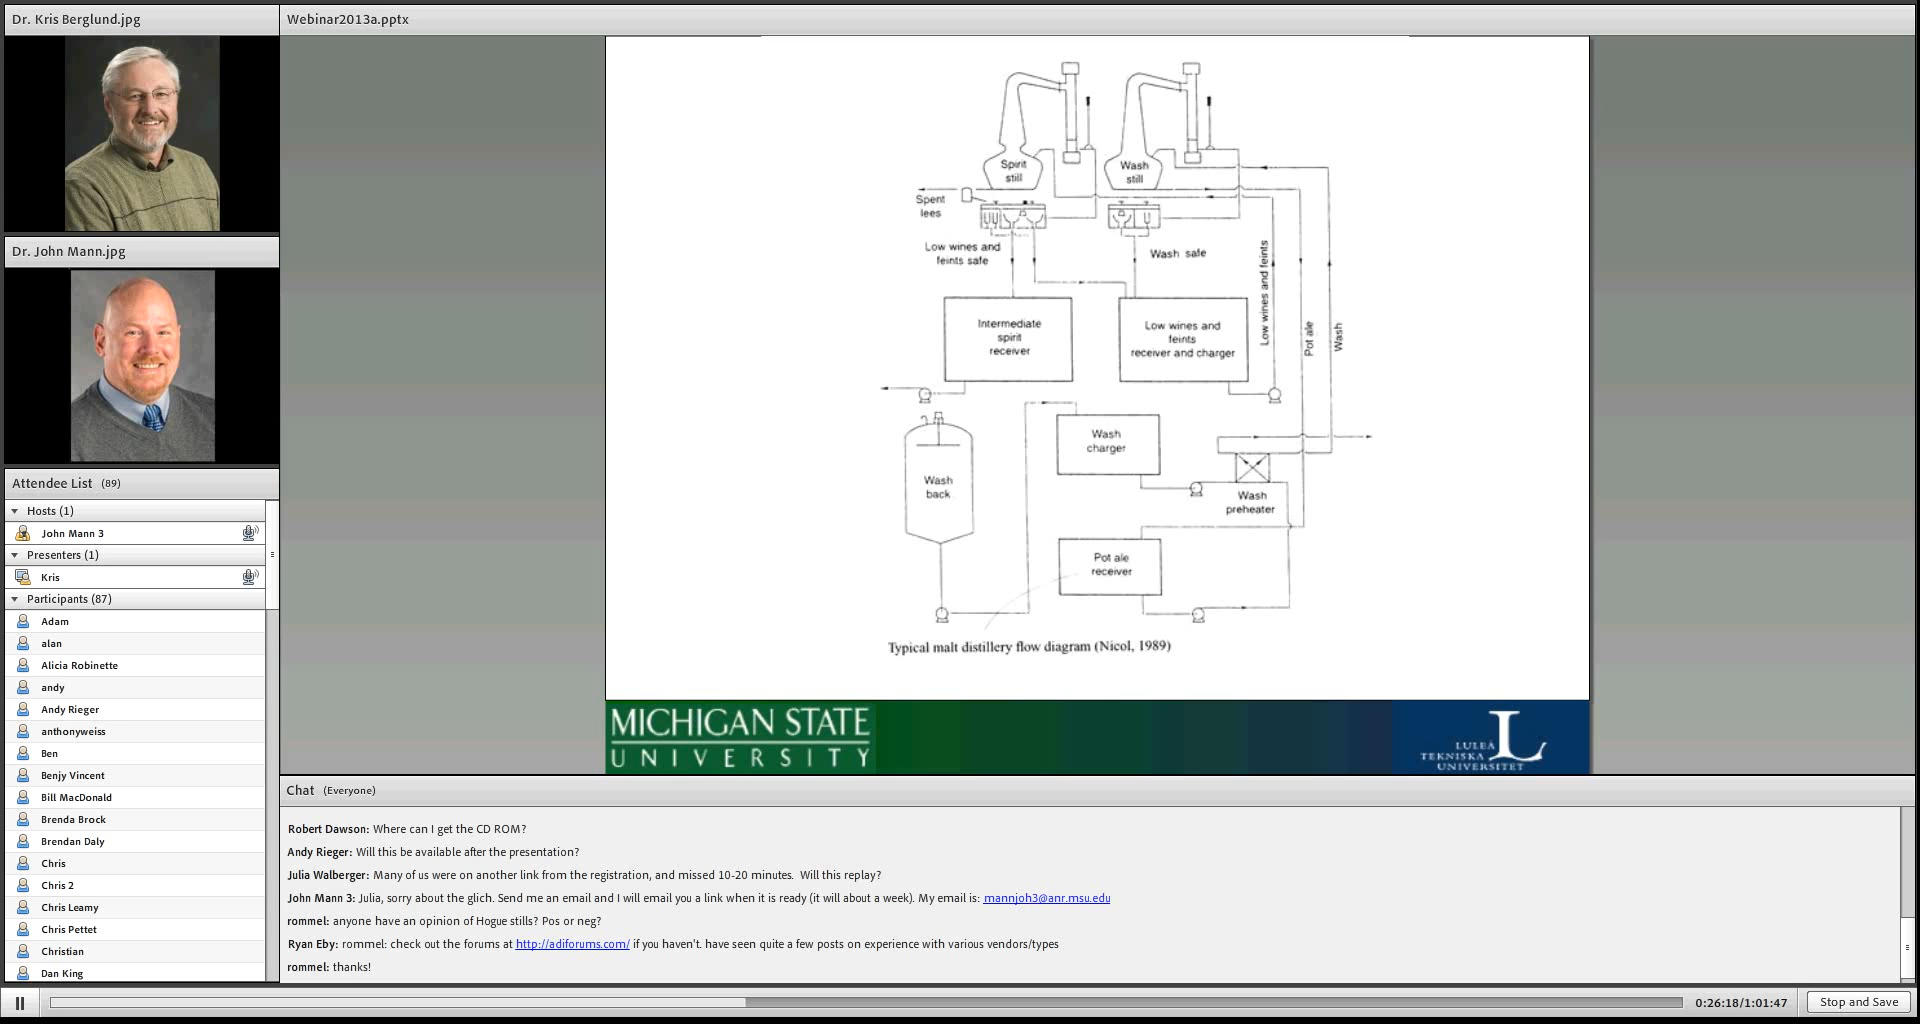 Dr. Kris Berglund.jpg
Dr. John Mann.jpg
Attendee List (89)
Hosts (1)
John Mann 3
Presenters (1)
Kris
Participants (87)
Adam
alan
Alicia Robinette
andy
Andy Rieger
anthonyweiss
Ben
Benjy Vincent
Bill MacDonald
Brenda Brock
Brendan Daly
Chris
Chris 2
Chris Leamy
Chris Pettet
Christian
Dan King
Webinar2013a.pptx
Spirit
still
Wash
still
Spent
lees
Low wines and
feints safe
Wash safe
Intermediate
spirit
receiver
Low wines and
feints
receiver and charger
Low wines and feints
Pot ale
Wash
Wash
back
Wash
charger
Wash
preheater
Pot ale
receiver
Typical malt distillery flow diagram (Nicol, 1989)
MICHIGAN STATE
UNIVERSITY
L
LULEÅ
TEKNISKA
UNIVERSITET
Chat (Everyone)
Robert Dawson: Where can I get the CD ROM?
Andy Rieger: Will this be available after the presentation?
Julia Walberger: Many of us were on another link from the registration, and missed 10-20 minutes.  Will this replay?
John Mann 3: Julia, sorry about the glich. Send me an email and I will email you a link when it is ready (it will about a week). My email is: mannjoh3@anr.msu.edu
rommel: anyone have an opinion of Hogue stills? Pos or neg?
Ryan Eby: rommel: check out the forums at http://adiforums.com/ if you haven't. have seen quite a few posts on experience with various vendors/types
rommel: thanks!
0:26:18/1:01:47
Stop and Save